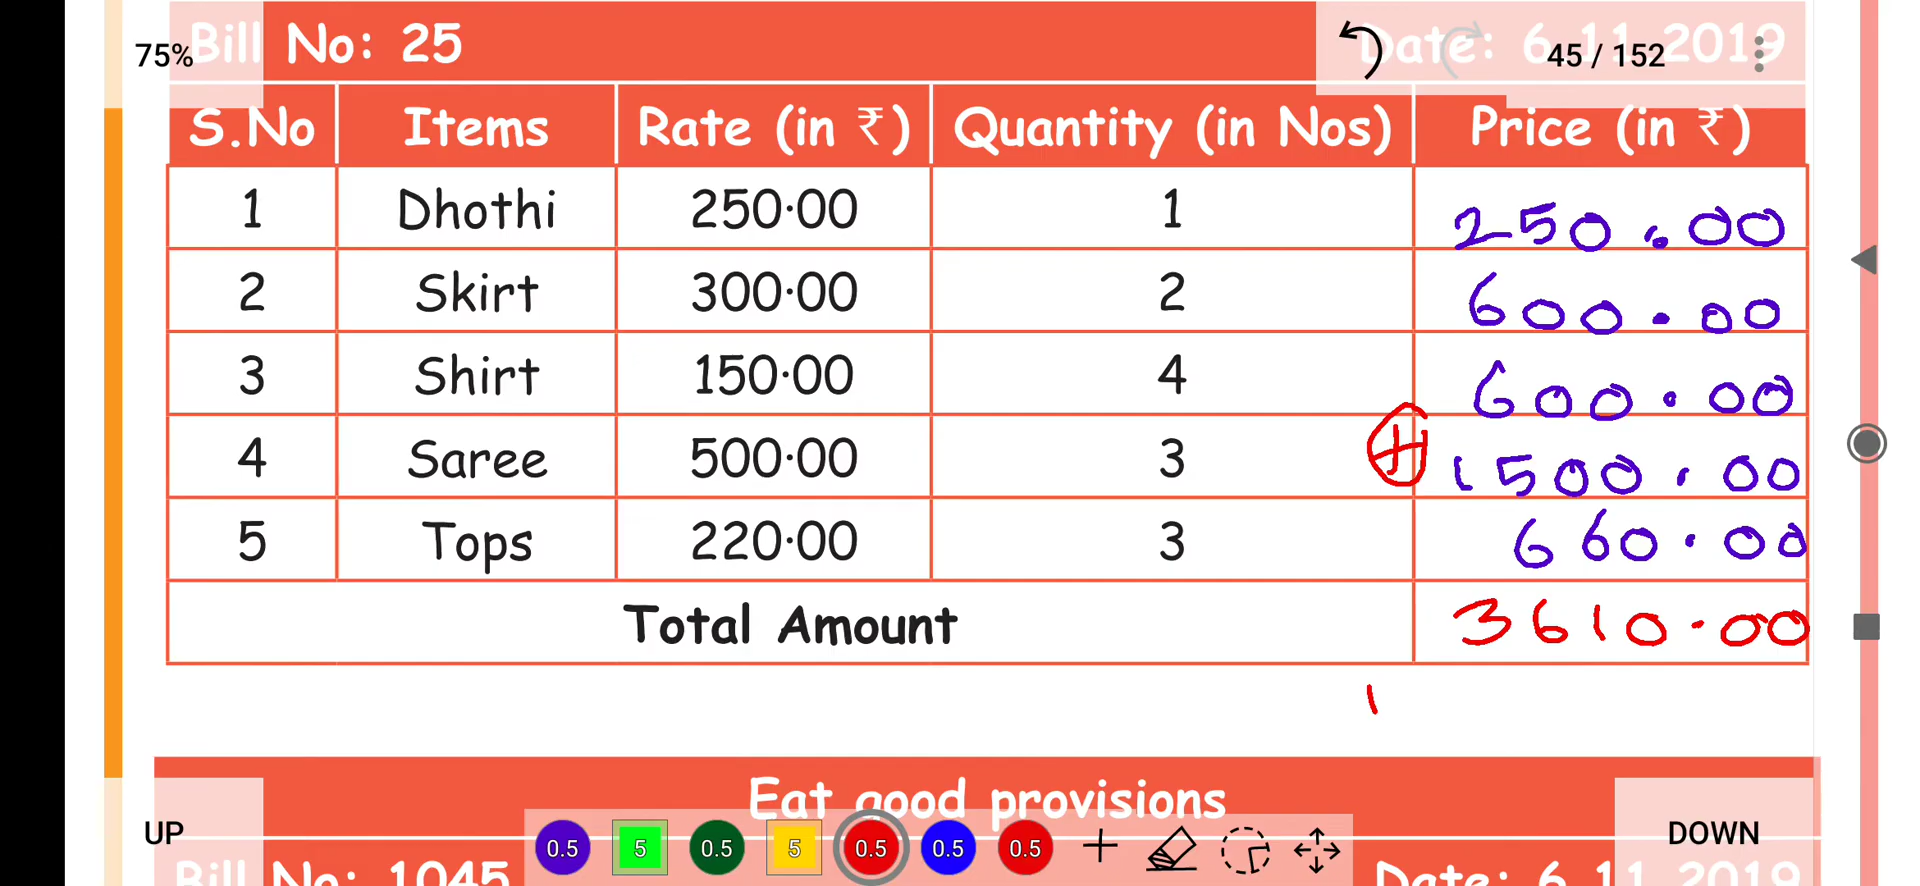 75% Bill No: 25 Date: 6.11.2019 45 / 152
S.No Items Rate (in ₹) Quantity (in Nos) Price (in ₹)
1 Dhothi 250·00 1 250.00
2 Skirt 300·00 2 600.00
3 Shirt 150·00 4 600.00
4 Saree 500·00 3 + 1500.00
5 Tops 220·00 3 660.00
Total Amount 3610.00
Eat good provisions
UP 0.5 5 0.5 5 0.5 0.5 0.5 DOWN
Bill No: 1045 Date: 6.11.2019